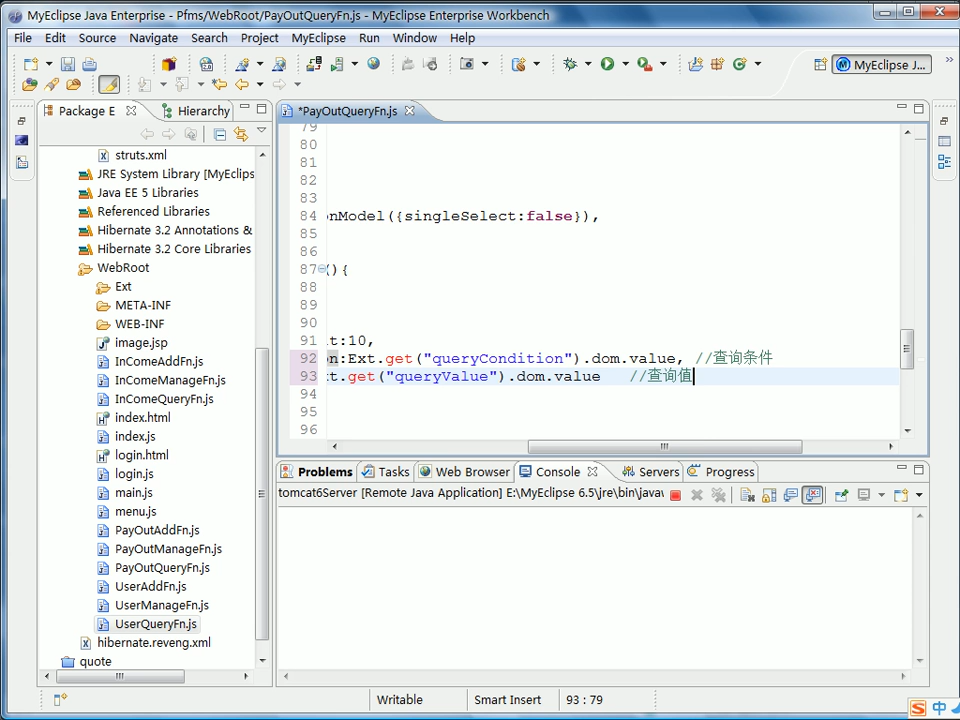 MyEclipse Java Enterprise - Pfms/WebRoot/PayOutQueryFn.js - MyEclipse Enterprise Workbench
File Edit Source Navigate Search Project MyEclipse Run Window Help
MyEclipse J...
Package E
Hierarchy
struts.xml
JRE System Library [MyEclips
Java EE 5 Libraries
Referenced Libraries
Hibernate 3.2 Annotations &
Hibernate 3.2 Core Libraries
WebRoot
Ext
META-INF
WEB-INF
image.jsp
InComeAddFn.js
InComeManageFn.js
InComeQueryFn.js
index.html
index.js
login.html
login.js
main.js
menu.js
PayOutAddFn.js
PayOutManageFn.js
PayOutQueryFn.js
UserAddFn.js
UserManageFn.js
UserQueryFn.js
hibernate.reveng.xml
quote
*PayOutQueryFn.js
79
80
81
82
83
84 onModel({singleSelect:false}),
85
86
87 (){
88
89
90
91 t:10,
92 on:Ext.get("queryCondition").dom.value, //查询条件
93 t.get("queryValue").dom.value //查询值
94
95
96
Problems Tasks Web Browser Console Servers Progress
tomcat6Server [Remote Java Application] E:\MyEclipse 6.5\jre\bin\javaw
Writable Smart Insert 93 : 79
中